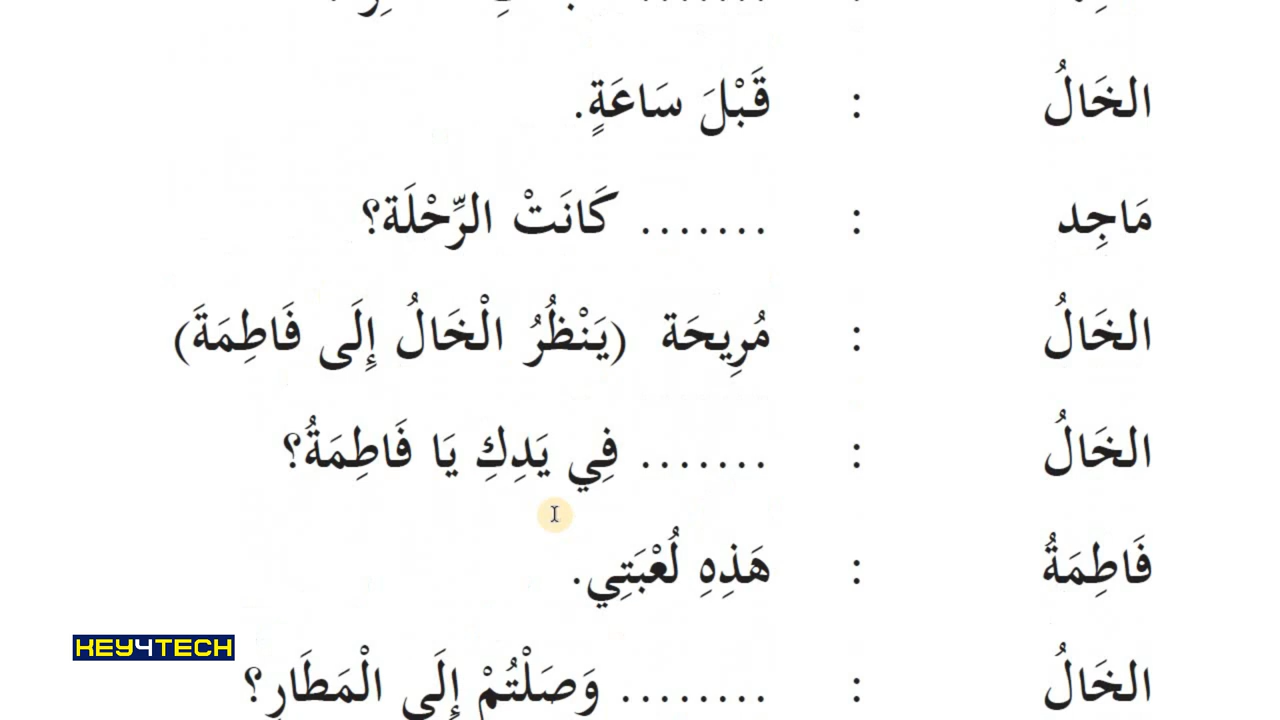 الخَالُ : قَبْلَ سَاعَةٍ.
مَاجِد : ....... كَانَتْ الرِّحْلَة؟
الخَالُ : مُرِيحَة (يَنْظُرُ الْخَالُ إِلَى فَاطِمَةَ)
الخَالُ : ....... فِي يَدِكِ يَا فَاطِمَةُ؟
فَاطِمَةُ : هَذِهِ لُعْبَتِي.
الخَالُ : ........ وَصَلْتُمْ إِلَى الْمَطَارِ؟
KEY4TECH